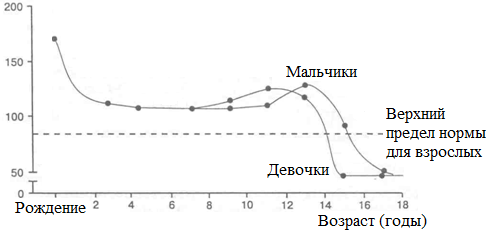 200
150
Мальчики
100
Верхний
предел нормы
для взрослых
50
Девочки
0
Рождение 2 4 6 8 10 12 14 16 18
Возраст (годы)